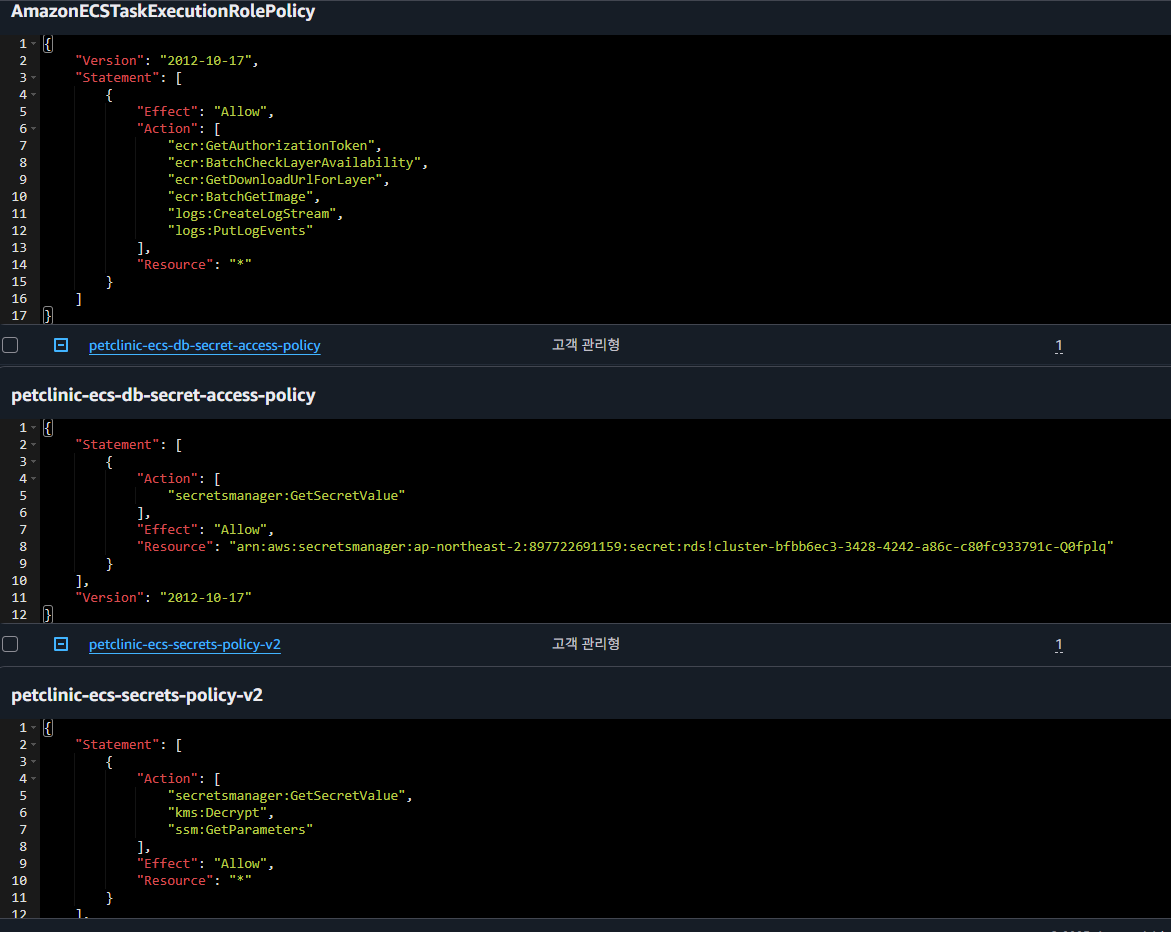 AmazonECSTaskExecutionRolePolicy
1 {
2 "Version": "2012-10-17",
3 "Statement": [
4 {
5 "Effect": "Allow",
6 "Action": [
7 "ecr:GetAuthorizationToken",
8 "ecr:BatchCheckLayerAvailability",
9 "ecr:GetDownloadUrlForLayer",
10 "ecr:BatchGetImage",
11 "logs:CreateLogStream",
12 "logs:PutLogEvents"
13 ],
14 "Resource": "*"
15 }
16 ]
17 }
petclinic-ecs-db-secret-access-policy 고객 관리형 1
petclinic-ecs-db-secret-access-policy
1 {
2 "Statement": [
3 {
4 "Action": [
5 "secretsmanager:GetSecretValue"
6 ],
7 "Effect": "Allow",
8 "Resource": "arn:aws:secretsmanager:ap-northeast-2:897722691159:secret:rds!cluster-bfbb6ec3-3428-4242-a86c-c80fc933791c-Q0fplq"
9 }
10 ],
11 "Version": "2012-10-17"
12 }
petclinic-ecs-secrets-policy-v2 고객 관리형 1
petclinic-ecs-secrets-policy-v2
1 {
2 "Statement": [
3 {
4 "Action": [
5 "secretsmanager:GetSecretValue",
6 "kms:Decrypt",
7 "ssm:GetParameters"
8 ],
9 "Effect": "Allow",
10 "Resource": "*"
11 }
12 ],